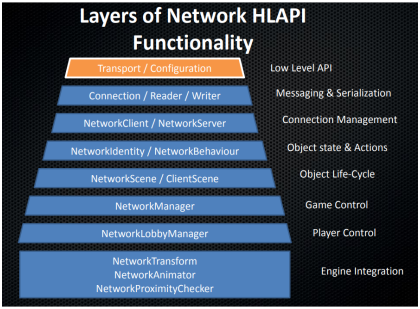 Layers of Network HLAPI
Functionality
Transport / Configuration
Low Level API
Connection / Reader / Writer
Messaging & Serialization
NetworkClient / NetworkServer
Connection Management
NetworkIdentity / NetworkBehaviour
Object state & Actions
NetworkScene / ClientScene
Object Life-Cycle
NetworkManager
Game Control
NetworkLobbyManager
Player Control
NetworkTransform
NetworkAnimator
NetworkProximityChecker
Engine Integration